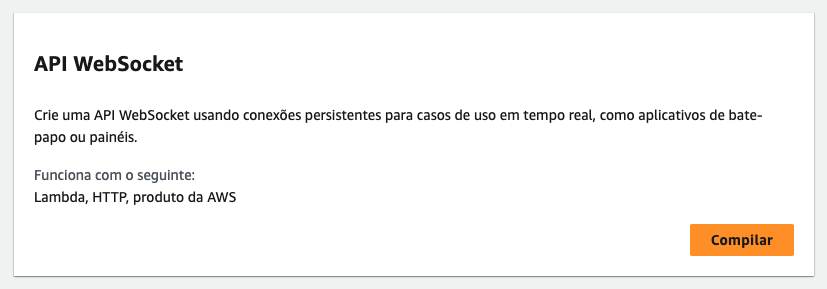 API WebSocket
Crie uma API WebSocket usando conexões persistentes para casos de uso em tempo real, como aplicativos de bate-
papo ou painéis.
Funciona com o seguinte:
Lambda, HTTP, produto da AWS
Compilar